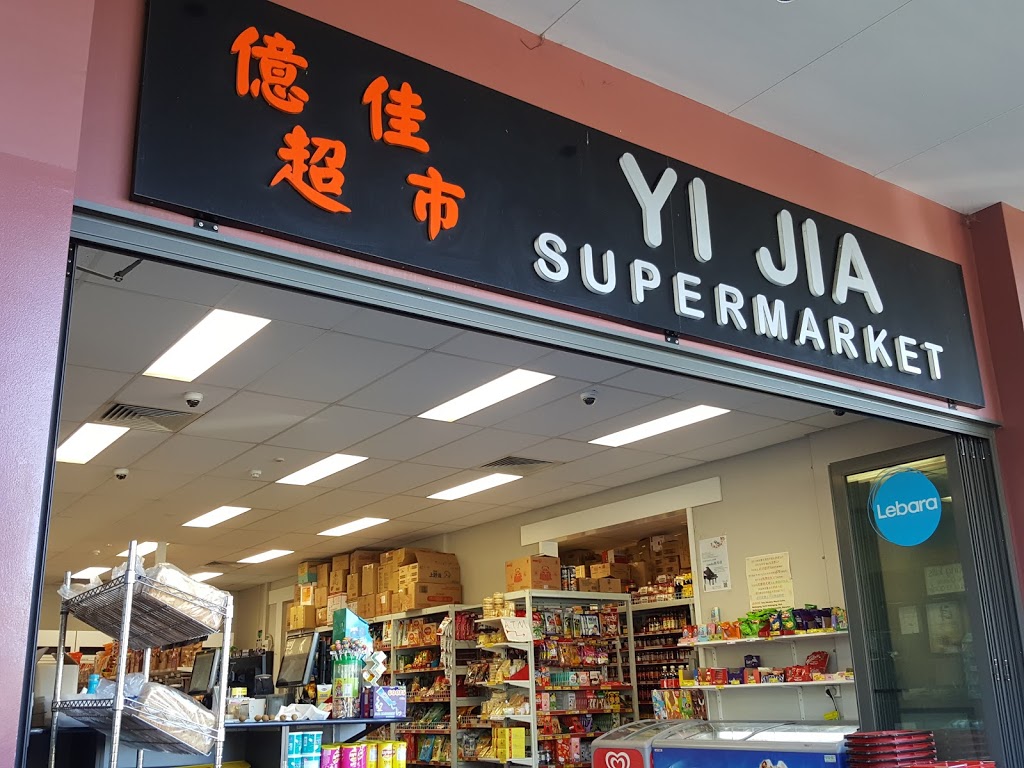 億佳
超市
YI JIA
SUPERMARKET
Lebara